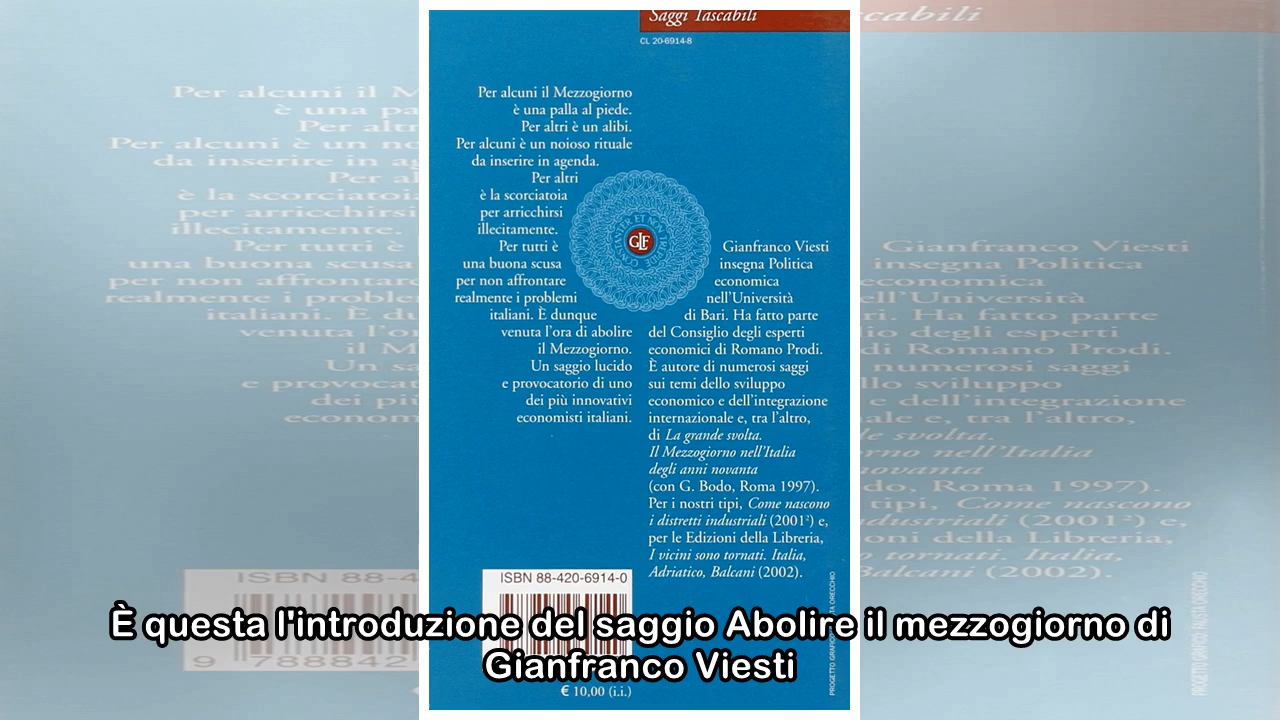 Saggi Tascabili
CL 20-6914-8
Per alcuni il Mezzogiorno
è una palla al piede.
Per altri è un alibi.
Per alcuni è un noioso rituale
da inserire in agenda.
Per altri
è la scorciatoia
per arricchirsi
illecitamente.
Per tutti è
una buona scusa
per non affrontare
realmente i problemi
italiani. È dunque
venuta l'ora di abolire
il Mezzogiorno.
Un saggio lucido
e provocatorio di uno
dei più innovativi
economisti italiani.
GLF
Gianfranco Viesti
insegna Politica
economica
nell'Università
di Bari. Ha fatto parte
del Consiglio degli esperti
economici di Romano Prodi.
È autore di numerosi saggi
sui temi dello sviluppo
economico e dell'integrazione
internazionale e, tra l'altro,
di La grande svolta.
Il Mezzogiorno nell'Italia
degli anni novanta
(con G. Bodo, Roma 1997).
Per i nostri tipi, Come nascono
i distretti industriali (2001²) e,
per le Edizioni della Libreria,
I vicini sono tornati. Italia,
Adriatico, Balcani (2002).
ISBN 88-420-6914-0
€ 10,00 (i.i.)
È questa l'introduzione del saggio Abolire il mezzogiorno di
Gianfranco Viesti